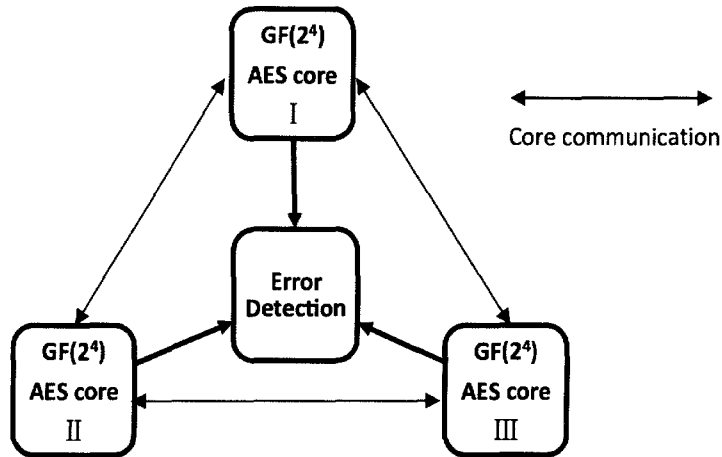 GF(2⁴)
AES core
Ⅰ
Core communication
Error
Detection
GF(2⁴)
AES core
Ⅱ
GF(2⁴)
AES core
Ⅲ